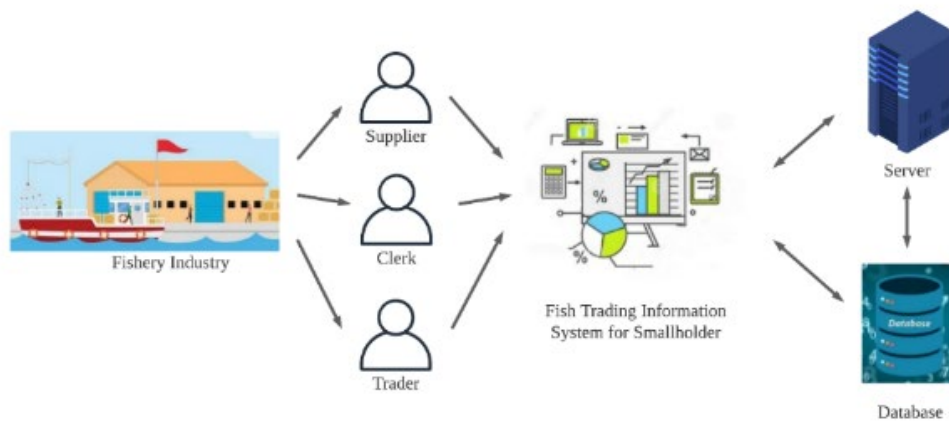 Supplier
Fishery Industry
Clerk
Trader
%
%
Fish Trading Information
System for Smallholder
Server
Database
Database